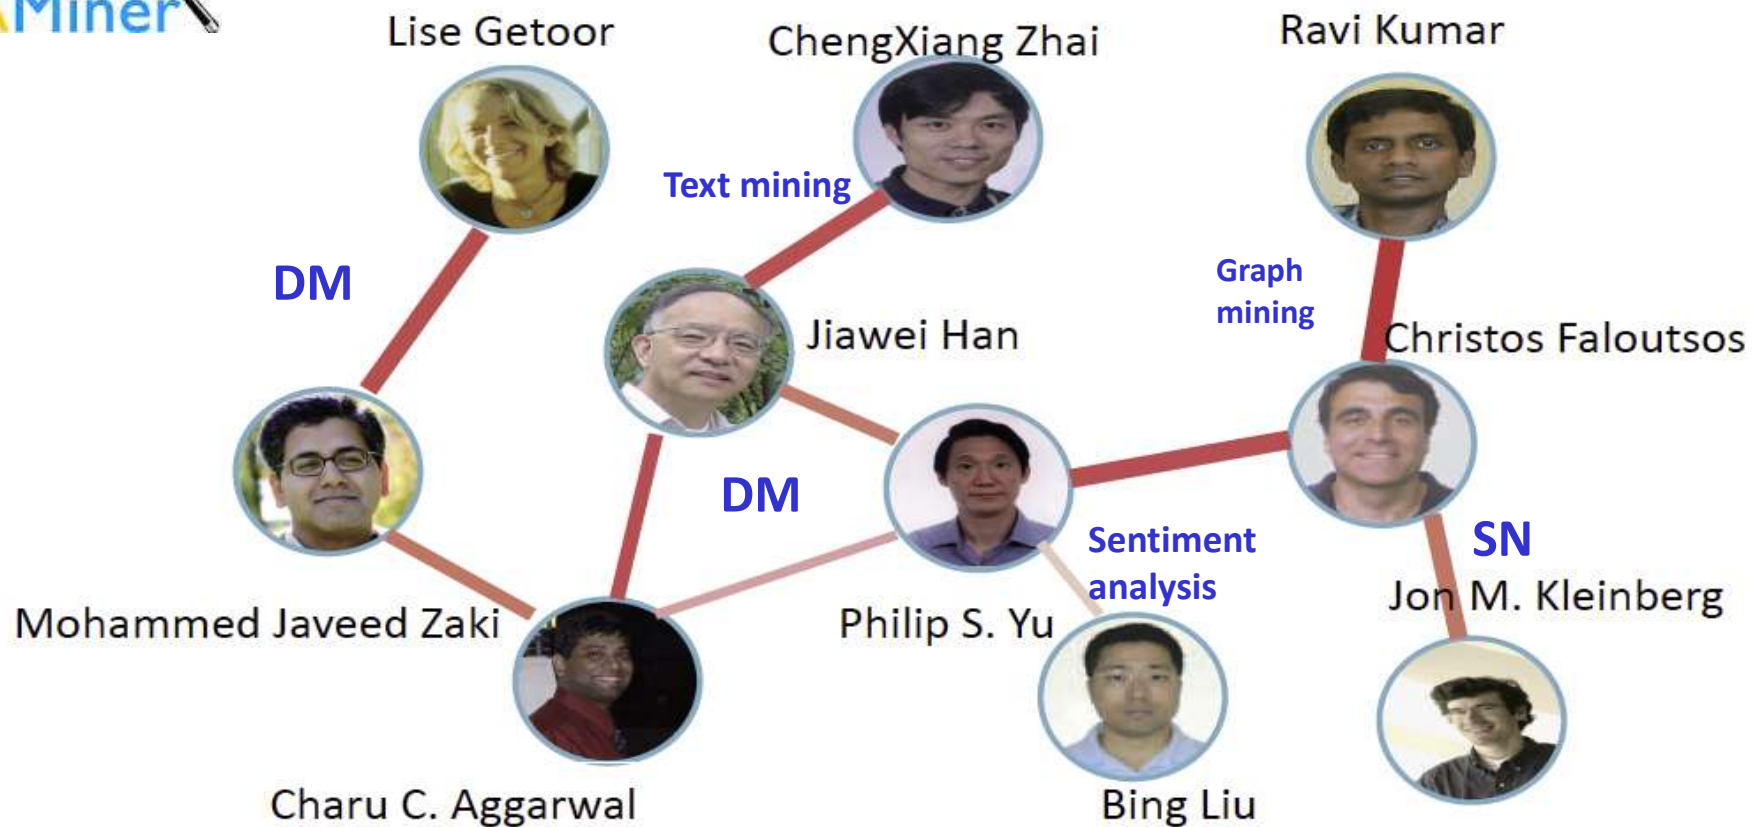 AMiner
Lise Getoor
ChengXiang Zhai
Ravi Kumar
Text mining
DM
Graph
mining
Jiawei Han
Christos Faloutsos
DM
Sentiment
analysis
SN
Jon M. Kleinberg
Mohammed Javeed Zaki
Philip S. Yu
Charu C. Aggarwal
Bing Liu